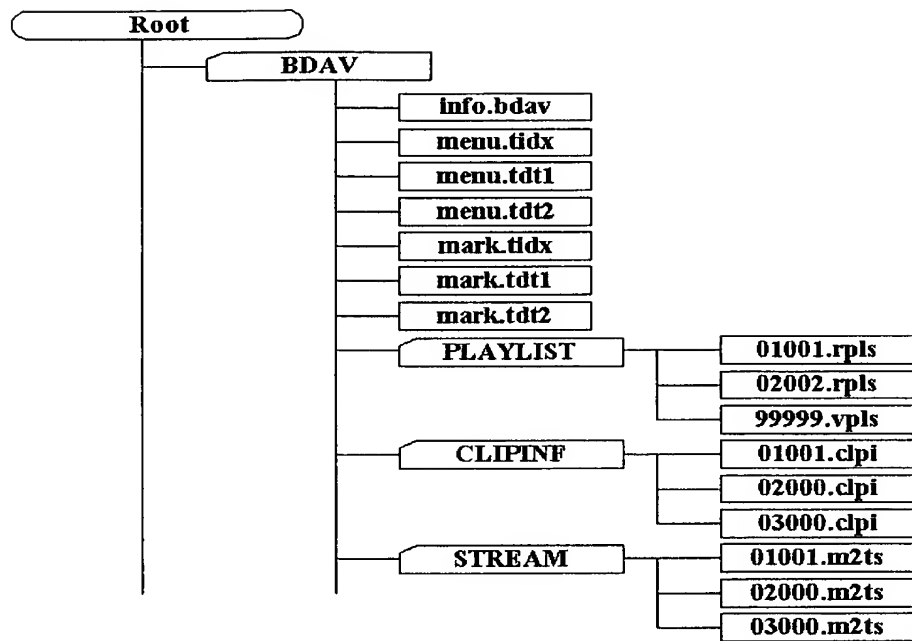 Root
BDAV
info.bdav
menu.tidx
menu.tdt1
menu.tdt2
mark.tidx
mark.tdt1
mark.tdt2
PLAYLIST
01001.rpls
02002.rpls
99999.vpls
CLIPINF
01001.clpi
02000.clpi
03000.clpi
STREAM
01001.m2ts
02000.m2ts
03000.m2ts